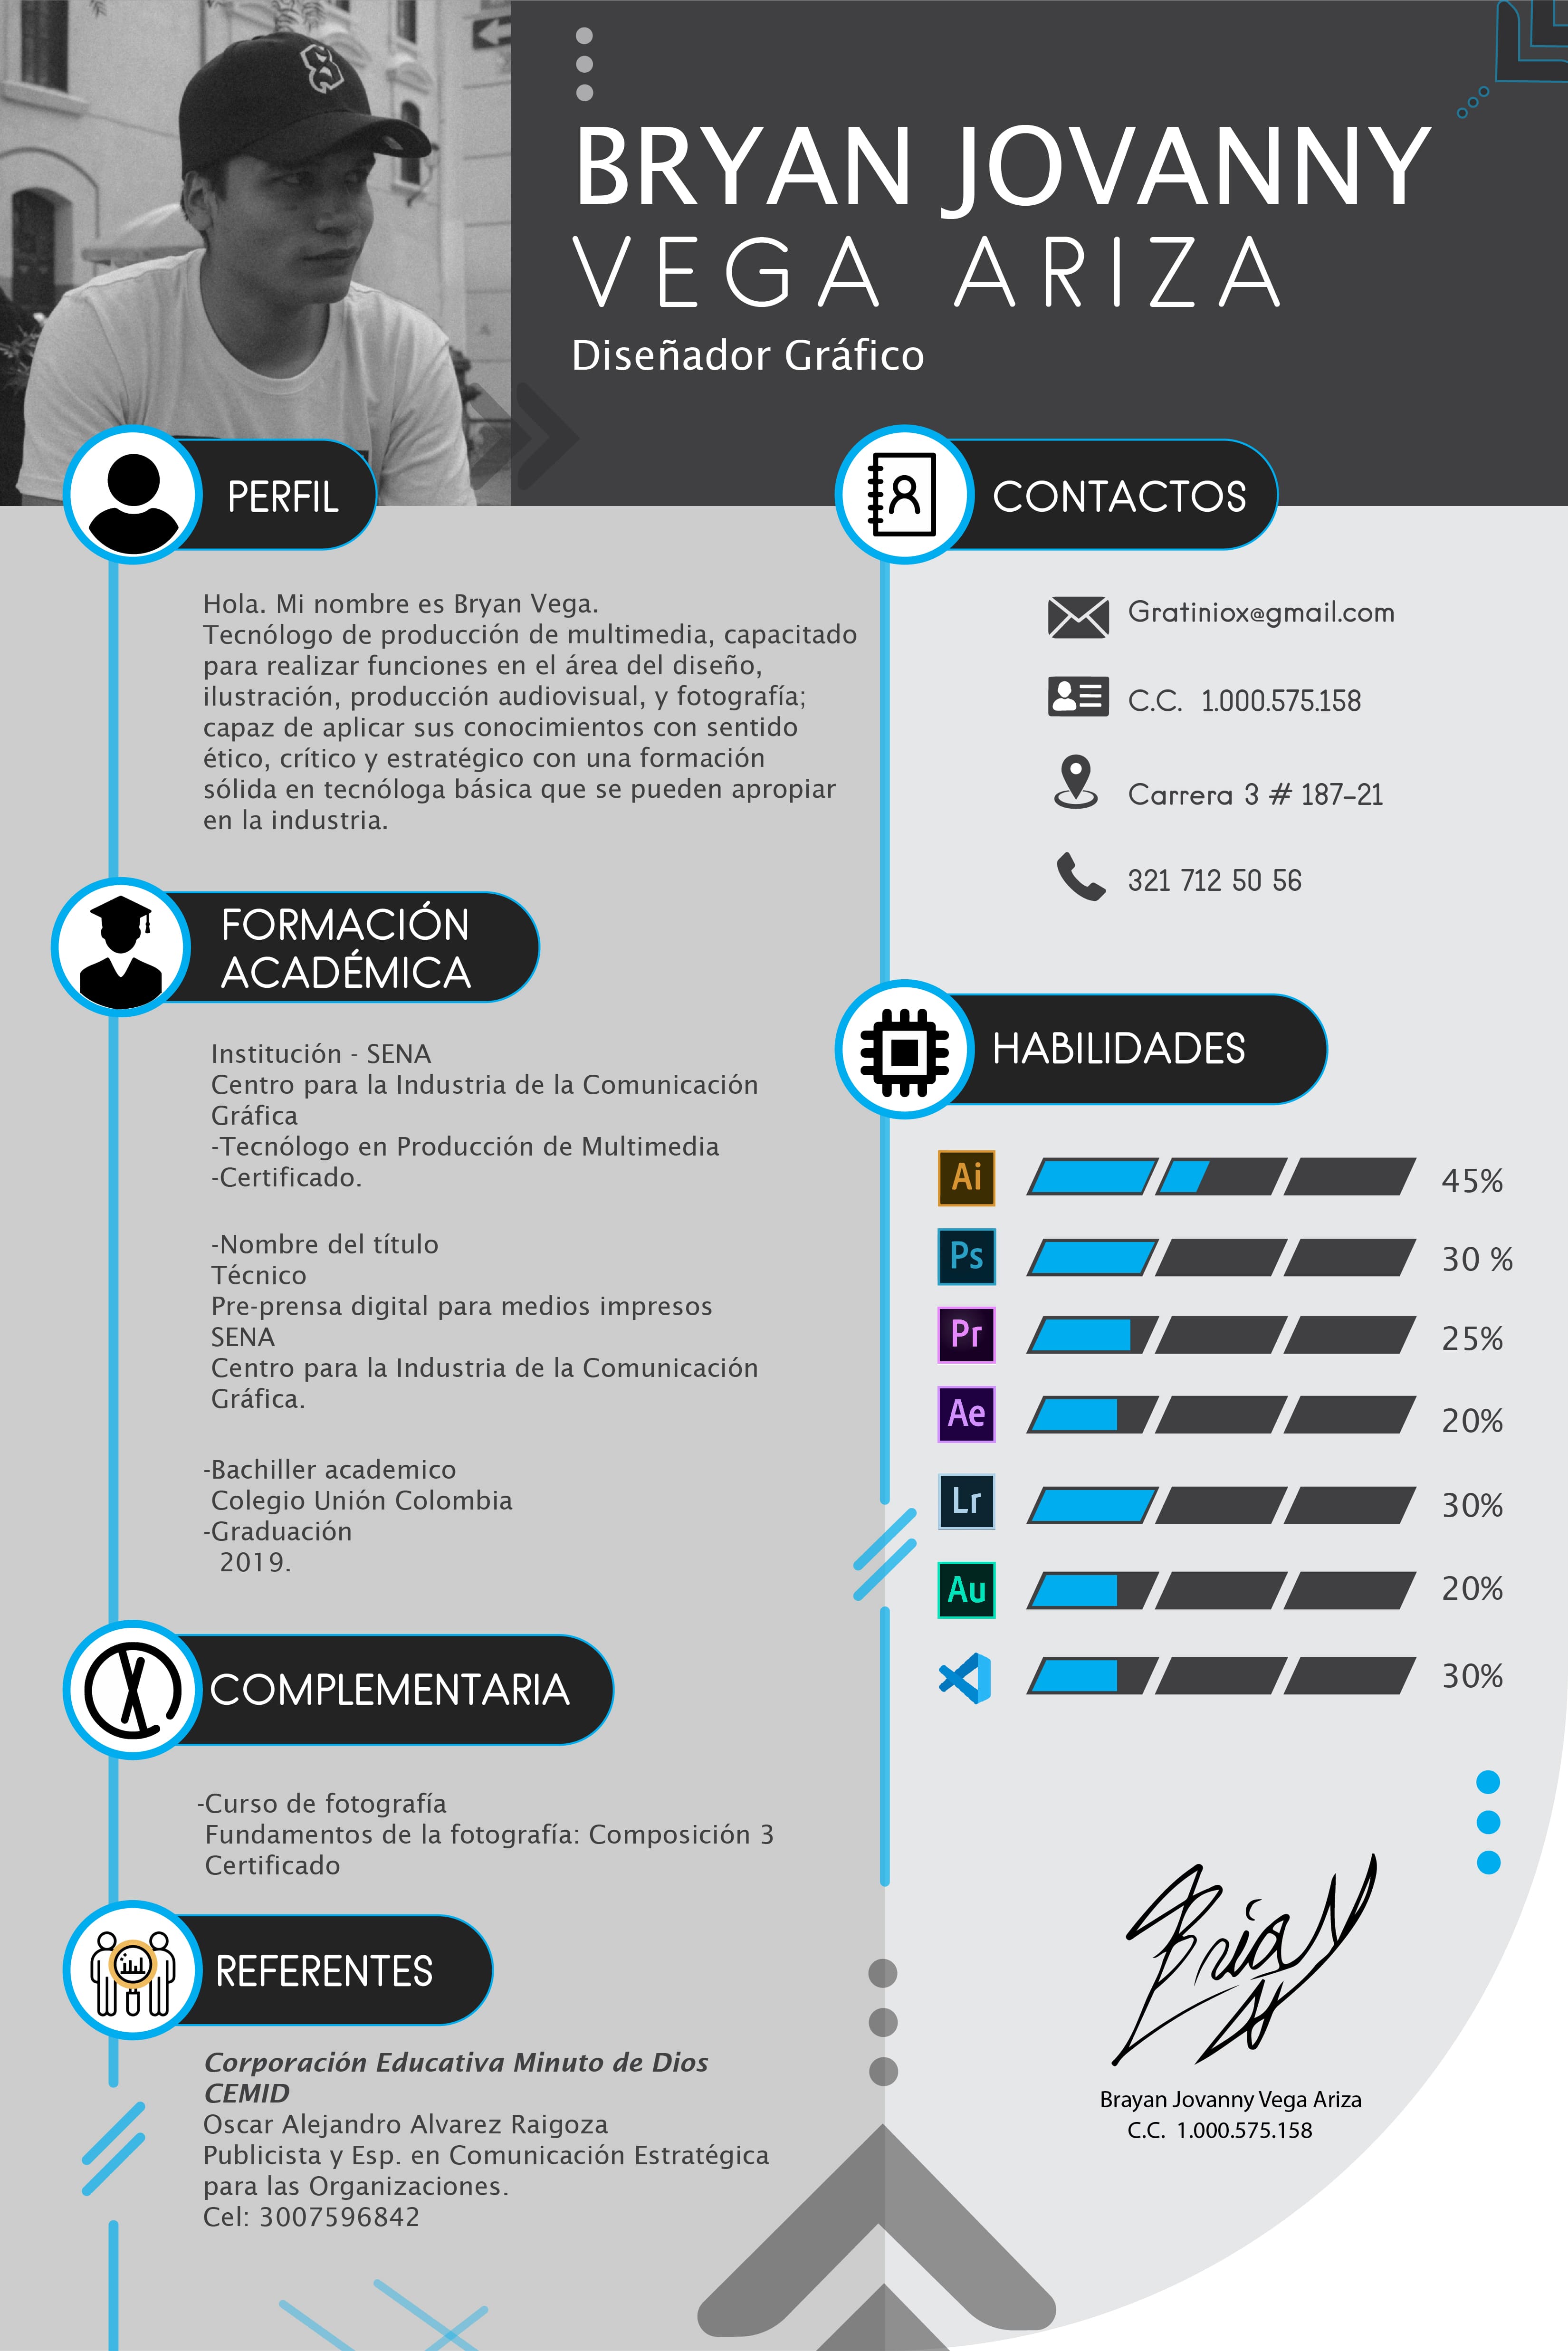 BRYAN JOVANNY
VEGA ARIZA
Diseñador Gráfico
PERFIL
Hola. Mi nombre es Bryan Vega.
Tecnólogo de producción de multimedia, capacitado
para realizar funciones en el área del diseño,
ilustración, producción audiovisual, y fotografía;
capaz de aplicar sus conocimientos con sentido
ético, crítico y estratégico con una formación
sólida en tecnóloga básica que se pueden apropiar
en la industria.
FORMACIÓN
ACADÉMICA
Institución - SENA
Centro para la Industria de la Comunicación
Gráfica
-Tecnólogo en Producción de Multimedia
-Certificado.
-Nombre del título
Técnico
Pre-prensa digital para medios impresos
SENA
Centro para la Industria de la Comunicación
Gráfica.
-Bachiller academico
Colegio Unión Colombia
-Graduación
2019.
COMPLEMENTARIA
-Curso de fotografía
Fundamentos de la fotografía: Composición 3
Certificado
REFERENTES
Corporación Educativa Minuto de Dios
CEMID
Oscar Alejandro Alvarez Raigoza
Publicista y Esp. en Comunicación Estratégica
para las Organizaciones.
Cel: 3007596842
CONTACTOS
Gratiniox@gmail.com
C.C. 1.000.575.158
Carrera 3 # 187-21
321 712 50 56
HABILIDADES
Ai 45%
Ps 30 %
Pr 25%
Ae 20%
Lr 30%
Au 20%
30%
Brayan Jovanny Vega Ariza
C.C. 1.000.575.158